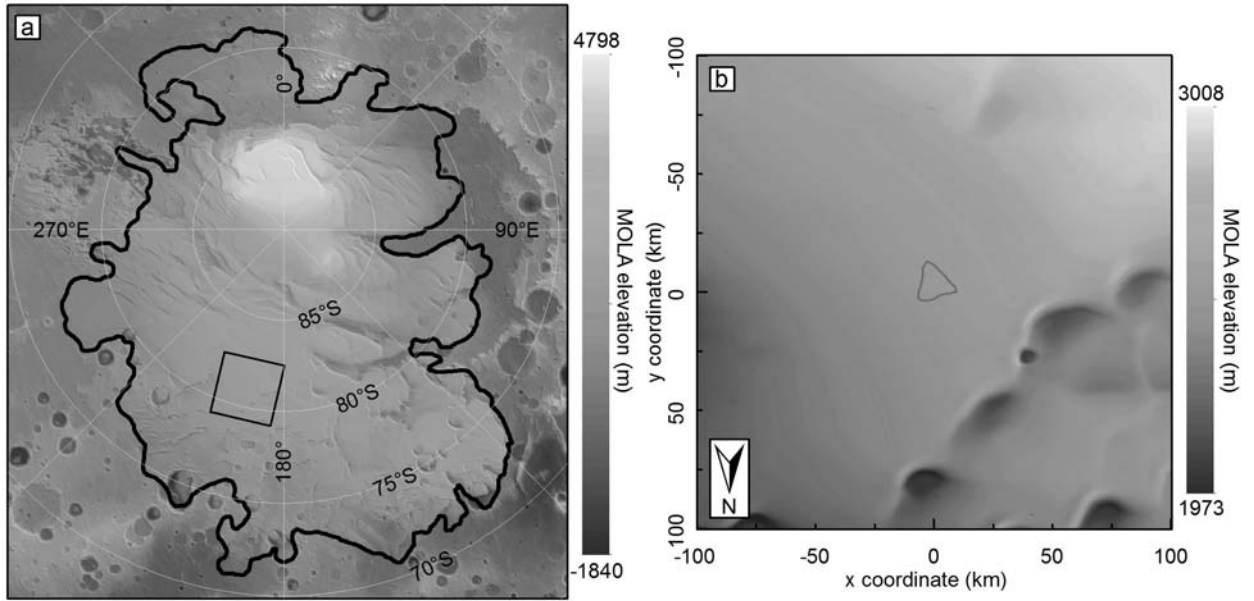 a
0°
270°E
90°E
85°S
80°S
180°
75°S
70°S
4798
MOLA elevation (m)
-1840
b
-100
-50
0
50
100
y coordinate (km)
N
-100
-50
0
50
100
x coordinate (km)
3008
MOLA elevation (m)
1973